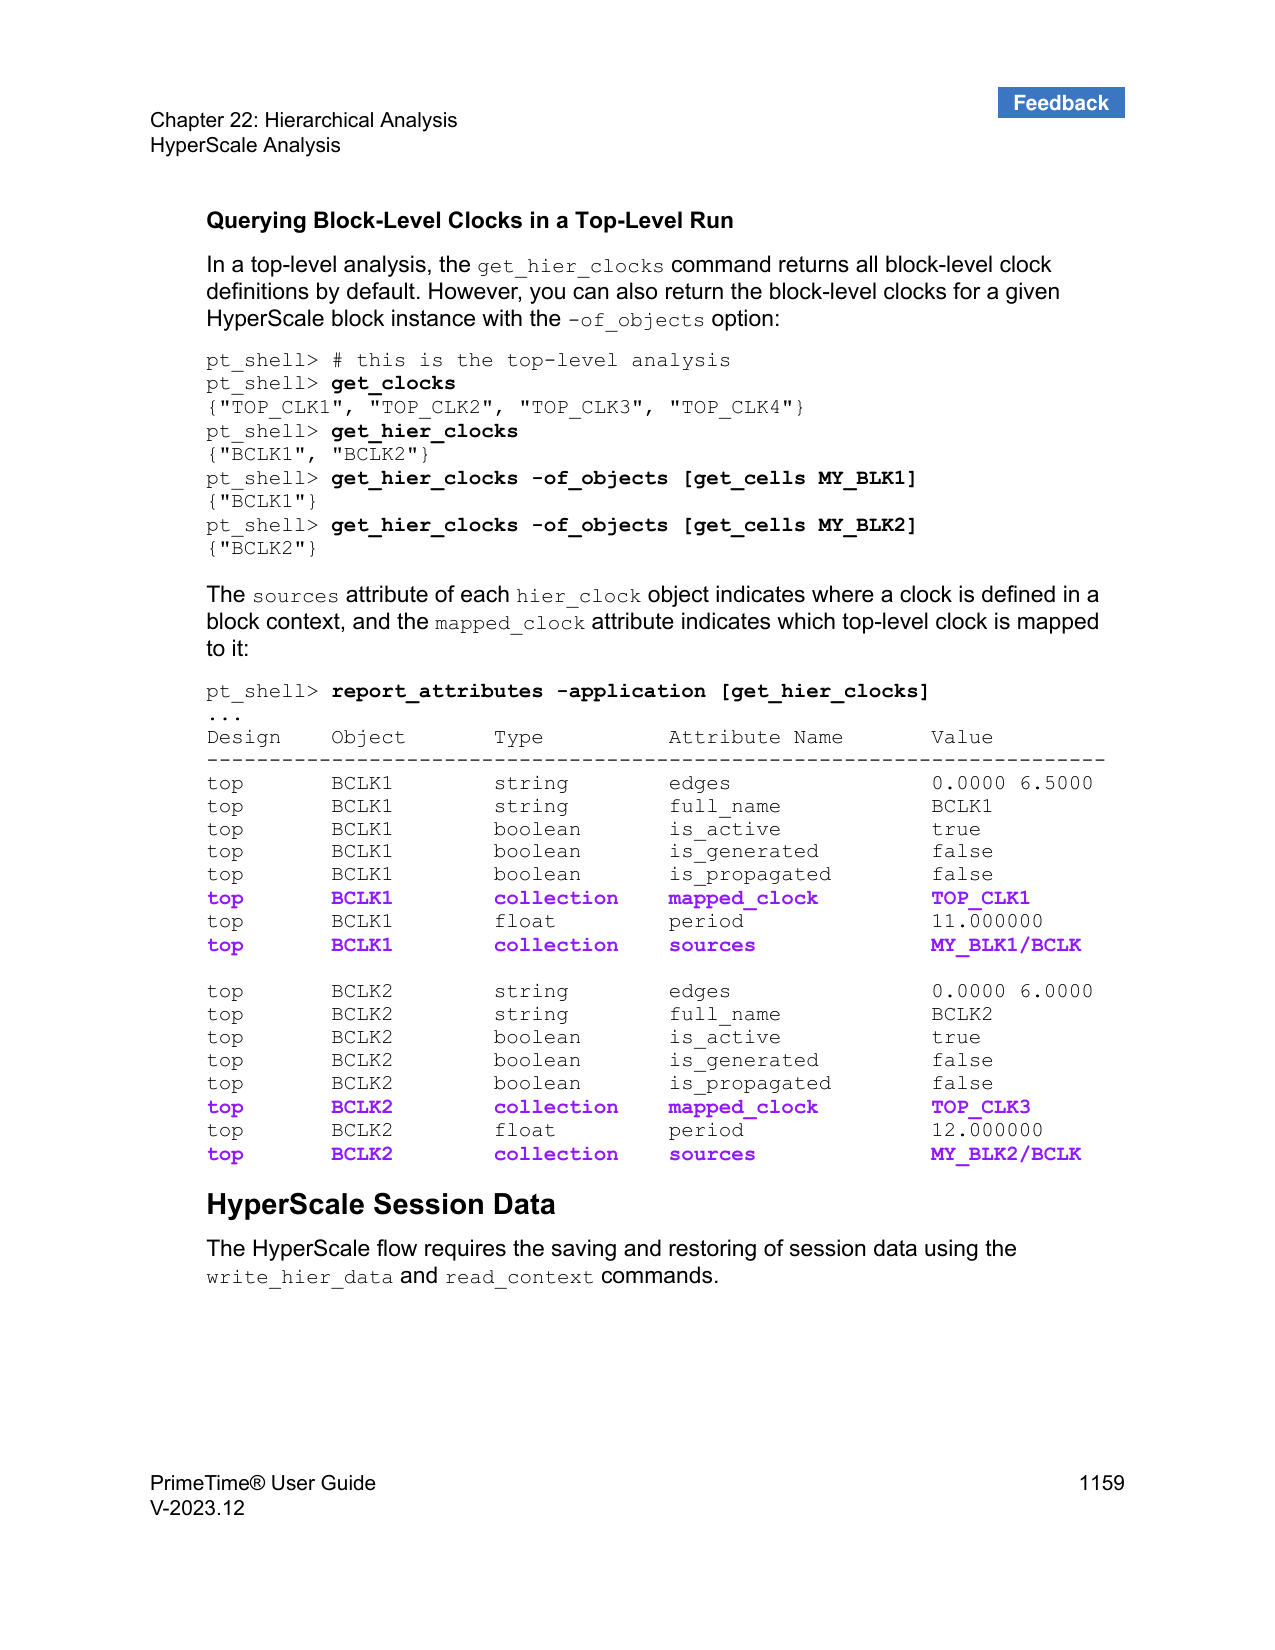 Feedback
Chapter 22: Hierarchical Analysis
HyperScale Analysis
Querying Block-Level Clocks in a Top-Level Run
In a top-level analysis, the get_hier_clocks command returns all block-level clock
definitions by default. However, you can also return the block-level clocks for a given
HyperScale block instance with the -of_objects option:
pt_shell> # this is the top-level analysis
pt_shell> get_clocks
{"TOP_CLK1", "TOP_CLK2", "TOP_CLK3", "TOP_CLK4"}
pt_shell> get_hier_clocks
{"BCLK1", "BCLK2"}
pt_shell> get_hier_clocks -of_objects [get_cells MY_BLK1]
{"BCLK1"}
pt_shell> get_hier_clocks -of_objects [get_cells MY_BLK2]
{"BCLK2"}
The sources attribute of each hier_clock object indicates where a clock is defined in a
block context, and the mapped_clock attribute indicates which top-level clock is mapped
to it:
pt_shell> report_attributes -application [get_hier_clocks]
...
Design    Object       Type          Attribute Name       Value
------------------------------------------------------------------------
top       BCLK1        string        edges                0.0000 6.5000
top       BCLK1        string        full_name            BCLK1
top       BCLK1        boolean       is_active            true
top       BCLK1        boolean       is_generated         false
top       BCLK1        boolean       is_propagated        false
top       BCLK1        collection    mapped_clock         TOP_CLK1
top       BCLK1        float         period               11.000000
top       BCLK1        collection    sources              MY_BLK1/BCLK
top       BCLK2        string        edges                0.0000 6.0000
top       BCLK2        string        full_name            BCLK2
top       BCLK2        boolean       is_active            true
top       BCLK2        boolean       is_generated         false
top       BCLK2        boolean       is_propagated        false
top       BCLK2        collection    mapped_clock         TOP_CLK3
top       BCLK2        float         period               12.000000
top       BCLK2        collection    sources              MY_BLK2/BCLK
HyperScale Session Data
The HyperScale flow requires the saving and restoring of session data using the
write_hier_data and read_context commands.
PrimeTime® User Guide 1159
V-2023.12